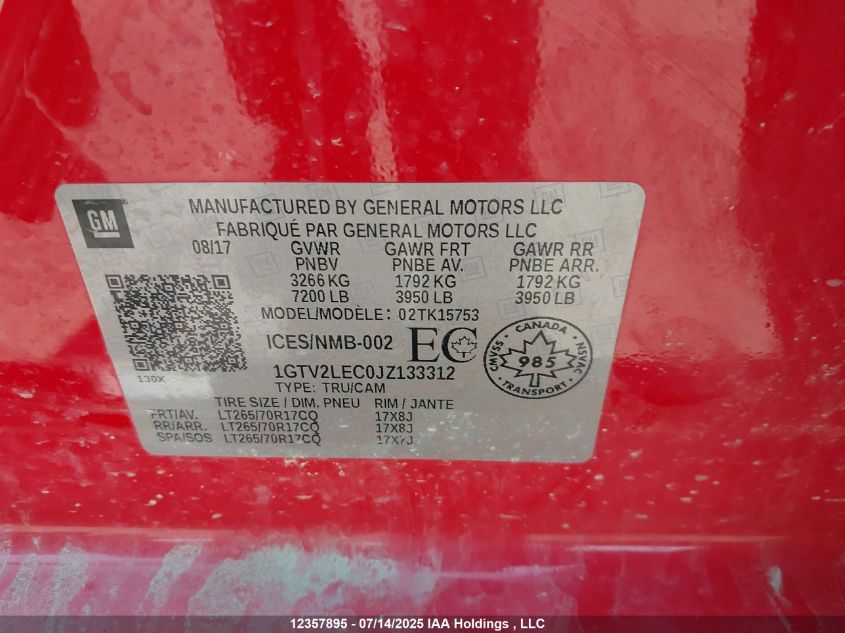 GM
MANUFACTURED BY GENERAL MOTORS LLC
FABRIQUÉ PAR GENERAL MOTORS LLC
08/17 GVWR GAWR FRT GAWR RR
PNBV PNBE AV. PNBE ARR.
3266 KG 1792 KG 1792 KG
7200 LB 3950 LB 3950 LB
MODEL/MODÈLE: 02TK15753
ICES/NMB-002 EC
CANADA
CMVSS 985 NSVAC
TRANSPORT
1GTV2LEC0JZ133312
130X
TYPE: TRU/CAM
TIRE SIZE / DIM. PNEU RIM / JANTE
FRT/AV. LT265/70R17CQ 17X8J
RR/ARR. LT265/70R17CQ 17X8J
SPA/SOS LT265/70R17CQ 17X7J
12357895 - 07/14/2025 IAA Holdings , LLC